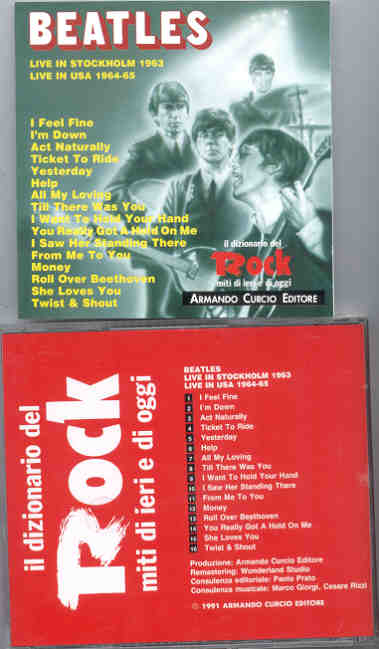 BEATLES
LIVE IN STOCKHOLM 1963
LIVE IN USA 1964-65
I Feel Fine
I'm Down
Act Naturally
Ticket To Ride
Yesterday
Help
All My Loving
Till There Was You
I Want To Hold Your Hand
You Really Got A Hold On Me
I Saw Her Standing There
From Me To You
Money
Roll Over Beethoven
She Loves You
Twist & Shout
il dizionario del
Rock
miti di ieri e di oggi
ARMANDO CURCIO EDITORE
il dizionario del
Rock
miti di ieri e di oggi
BEATLES
LIVE IN STOCKHOLM 1963
LIVE IN USA 1964-65
1 I Feel Fine
2 I'm Down
3 Act Naturally
4 Ticket To Ride
5 Yesterday
6 Help
7 All My Loving
8 Till There Was You
9 I Want To Hold Your Hand
10 I Saw Her Standing There
11 From Me To You
12 Money
13 Roll Over Beethoven
14 You Really Got A Hold On Me
15 She Loves You
16 Twist & Shout
Produzione: Armando Curcio Editore
Remastering: Wonderland Studio
Consulenza editoriale: Paolo Prato
Consulenza musicale: Marco Giorgi, Cesare Rizzi
© 1991 ARMANDO CURCIO EDITORE